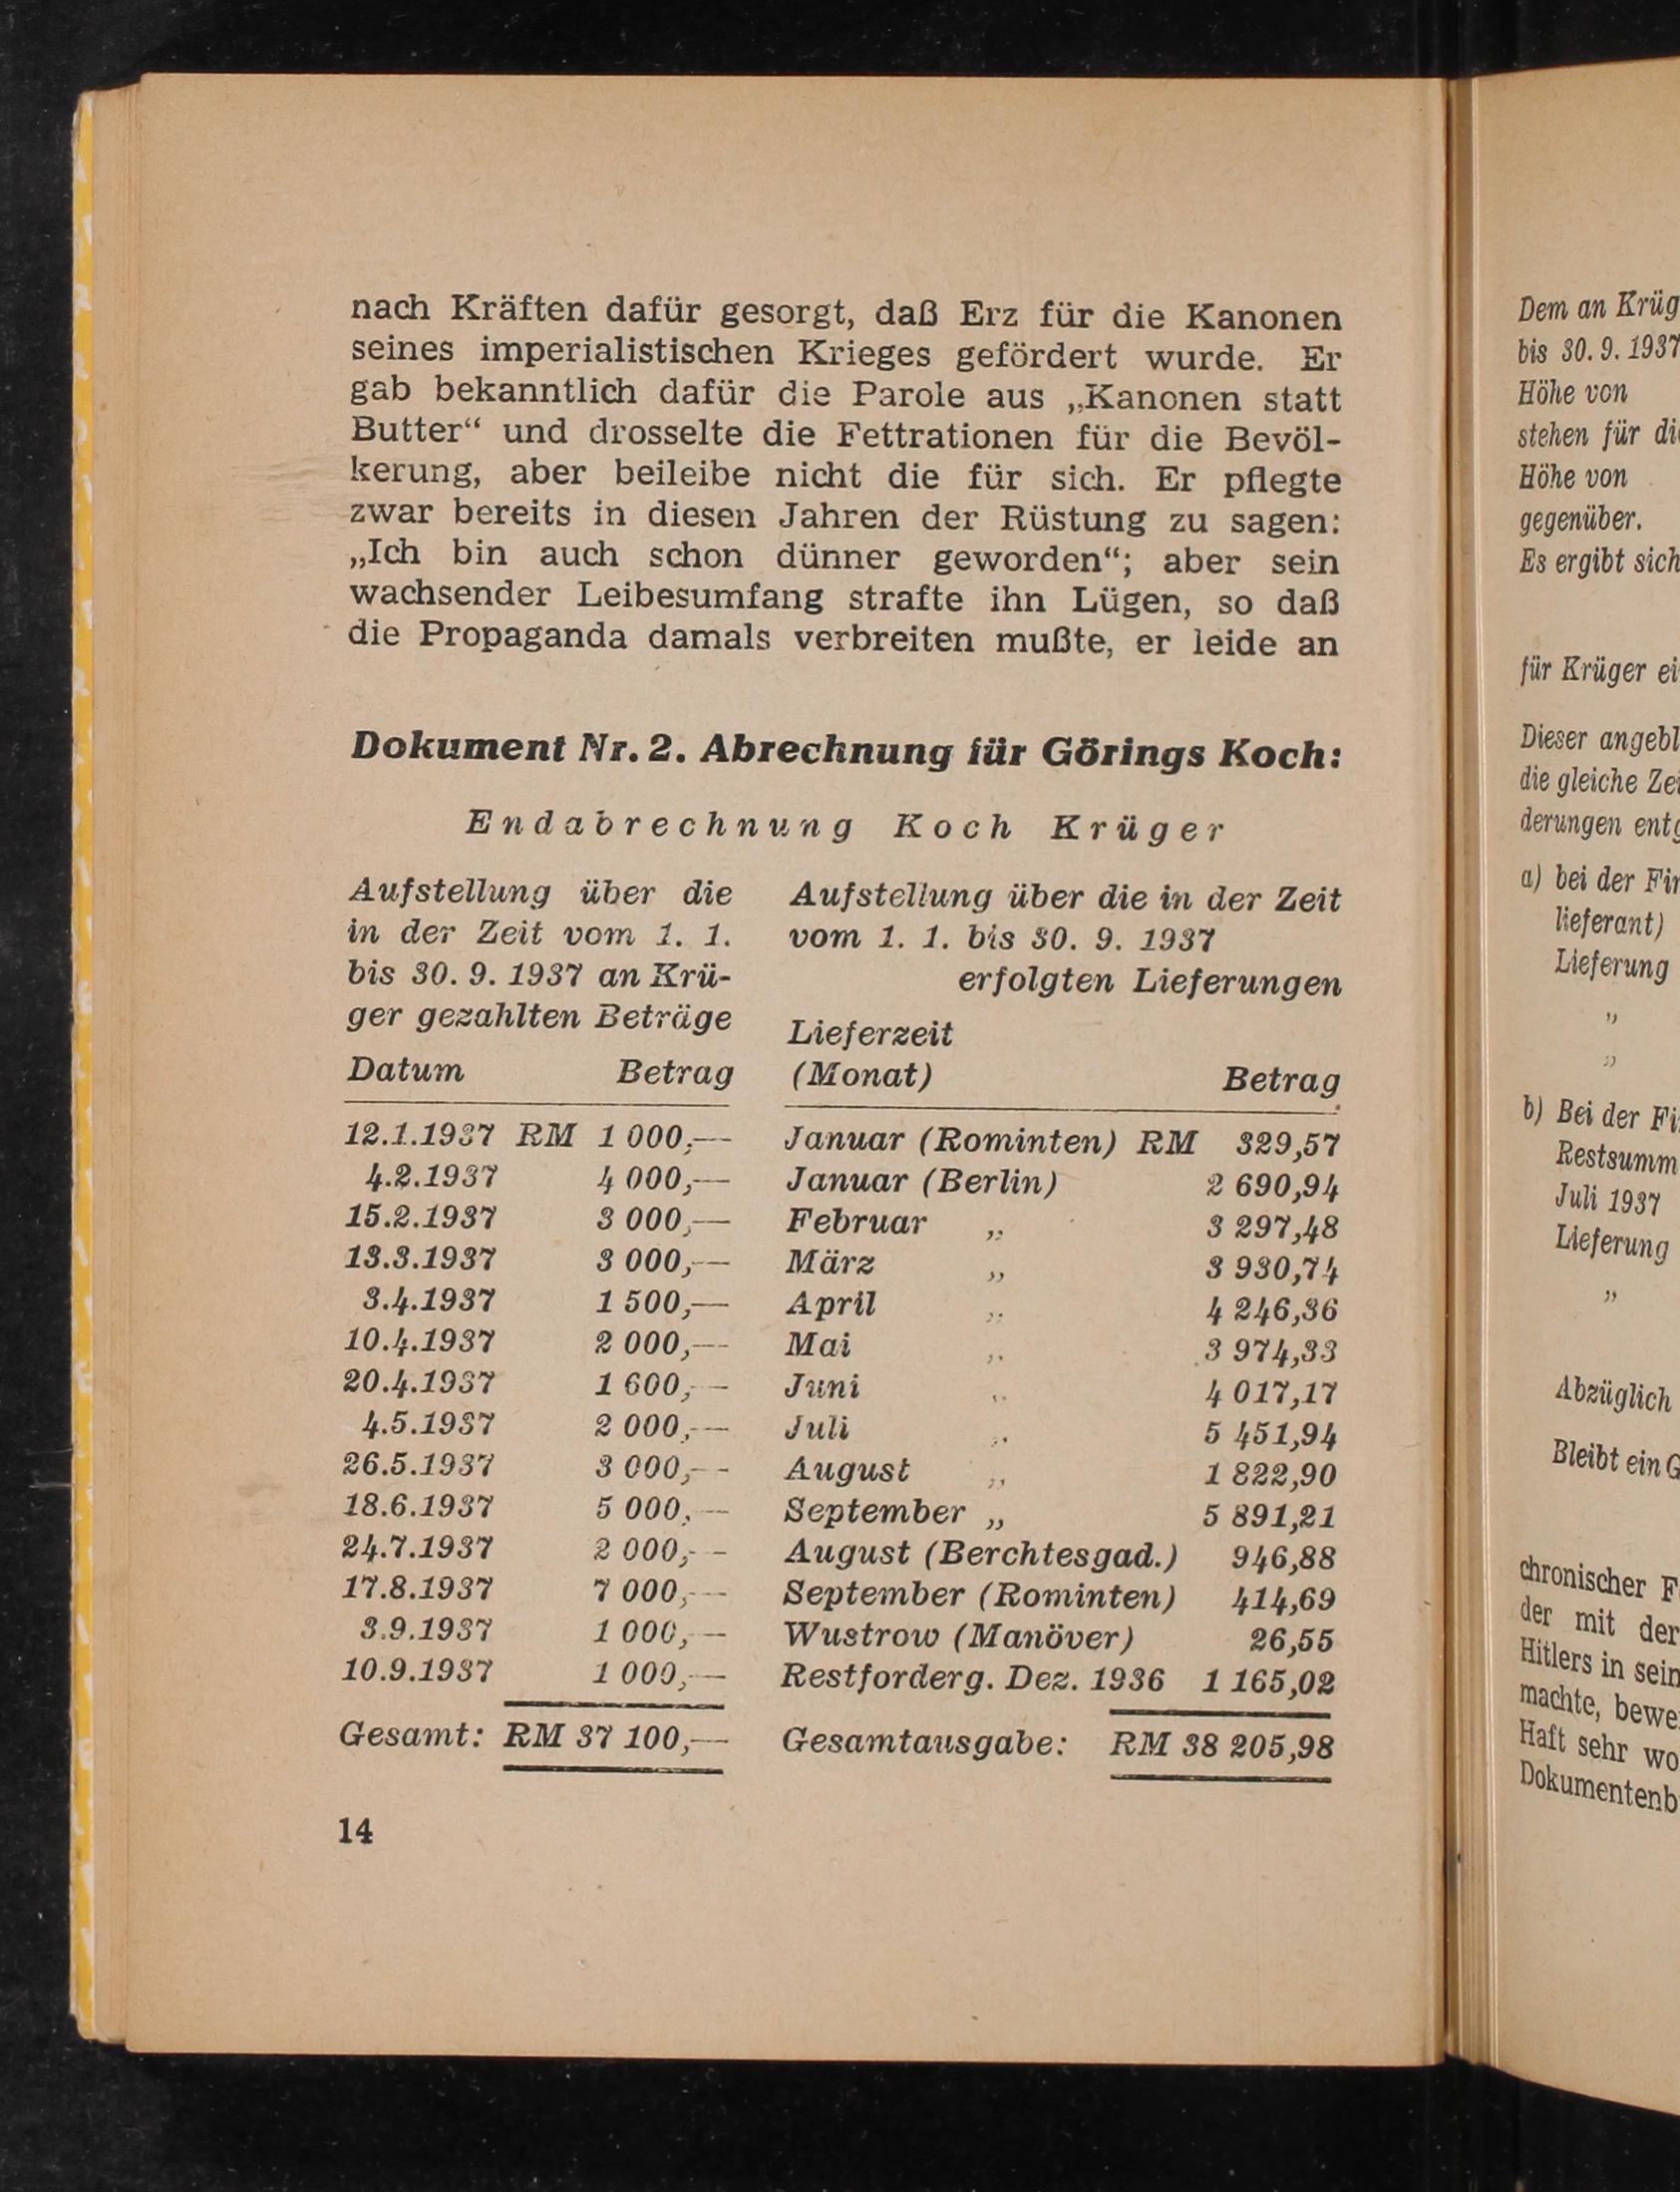 nach Kräften dafür gesorgt, daß Erz für die Kanonen
seines imperialistischen Krieges gefördert wurde. Er
gab bekanntlich dafür die Parole aus „Kanonen statt
Butter“ und drosselte die Fettrationen für die Bevöl-
kerung, aber beileibe nicht die für sich. Er pflegte
zwar bereits in diesen Jahren der Rüstung zu sagen:
„Ich bin auch schon dünner geworden“; aber sein
wachsender Leibesumfang strafte ihn Lügen, so daß
die Propaganda damals verbreiten mußte, er leide an
Dokument Nr. 2. Abrechnung für Görings Koch:
Endabrechnung Koch Krüger
Aufstellung über die
in der Zeit vom 1. 1.
bis 30. 9. 1937 an Krü-
ger gezahlten Beträge
Datum Betrag
12.1.1937 RM 1 000,—
4.2.1937 4 000,—
15.2.1937 3 000,—
13.3.1937 3 000,—
3.4.1937 1 500,—
10.4.1937 2 000,—
20.4.1937 1 600,—
4.5.1937 2 000,—
26.5.1937 3 000,—
18.6.1937 5 000,—
24.7.1937 2 000,—
17.8.1937 7 000,—
3.9.1937 1 000,—
10.9.1937 1 000,—
Gesamt: RM 37 100,—
Aufstellung über die in der Zeit
vom 1. 1. bis 30. 9. 1937
erfolgten Lieferungen
Lieferzeit
(Monat) Betrag
Januar (Rominten) RM 329,57
Januar (Berlin) 2 690,94
Februar „ 3 297,48
März „ 3 930,74
April „ 4 246,36
Mai „ 3 974,33
Juni „ 4 017,17
Juli „ 5 451,94
August „ 1 822,90
September „ 5 891,21
August (Berchtesgad.) 946,88
September (Rominten) 414,69
Wustrow (Manöver) 26,55
Restforderg. Dez. 1936 1 165,02
Gesamtausgabe: RM 38 205,98
14
Dem an Krüg
bis 30. 9. 1937
Höhe von
stehen für di
Höhe von
gegenüber.
Es ergibt sich
für Krüger ei
Dieser angebl
die gleiche Zei
derungen entg
a) bei der Fir
lieferant)
Lieferung
„
„
b) Bei der Fi
Restsumm
Juli 1937
Lieferung
„
Abzüglich
Bleibt ein G
chronischer F
der mit der
Hitlers in sein
machte, bewe
Haft sehr wo
Dokumentenb